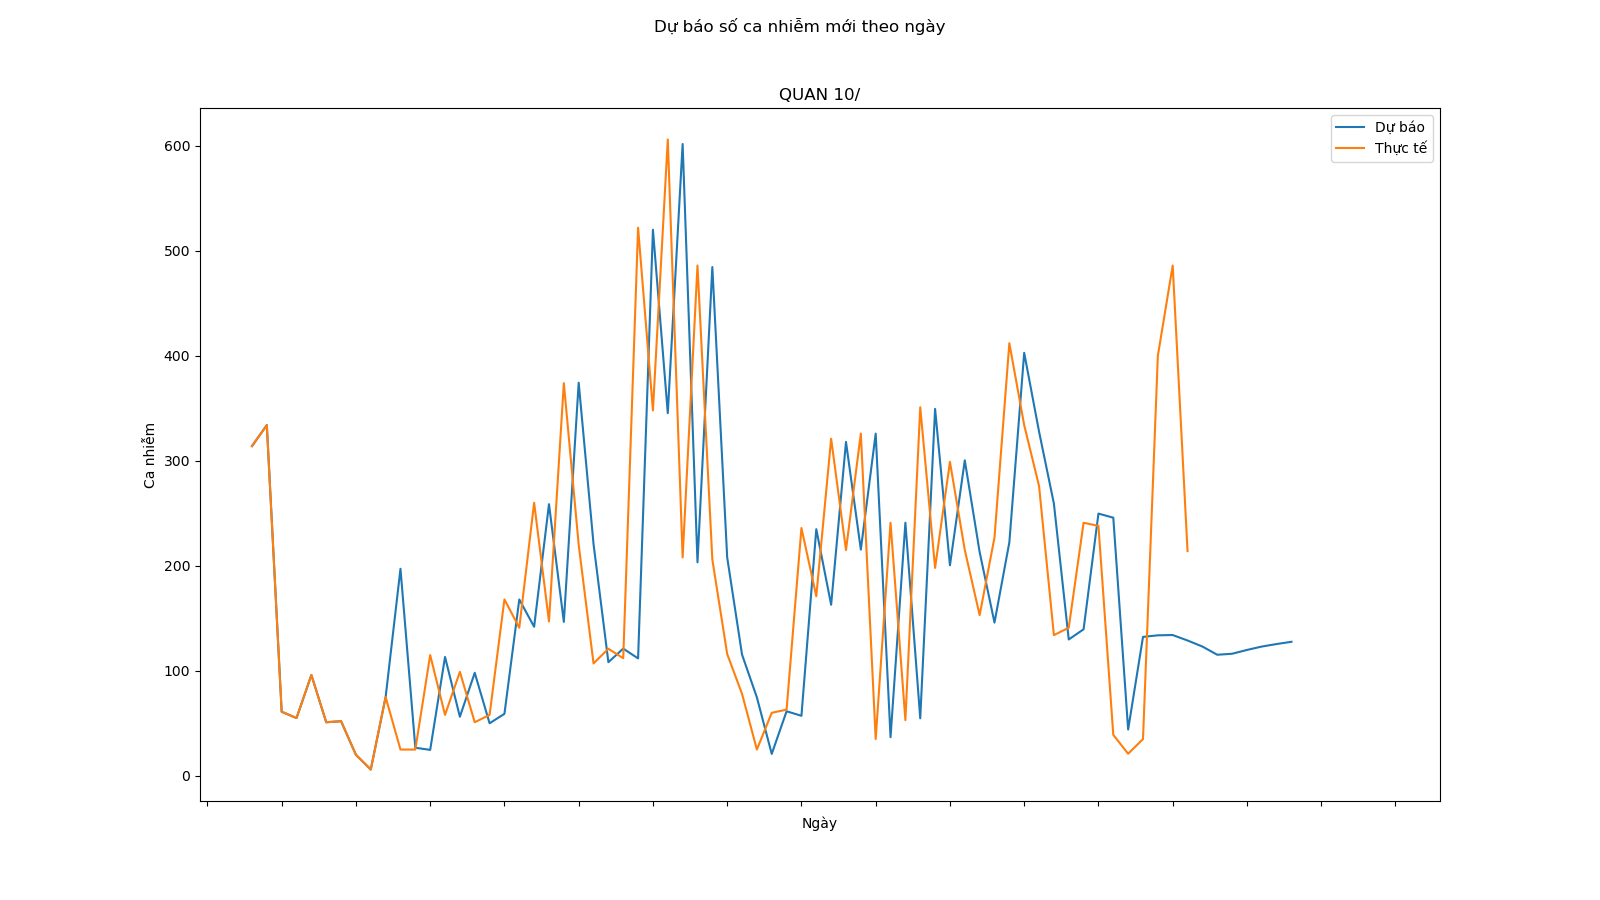 Dự báo số ca nhiễm mới theo ngày
QUAN 10/
Dự báo
Thực tế
600
500
400
300
200
100
0
Ca nhiễm
Ngày